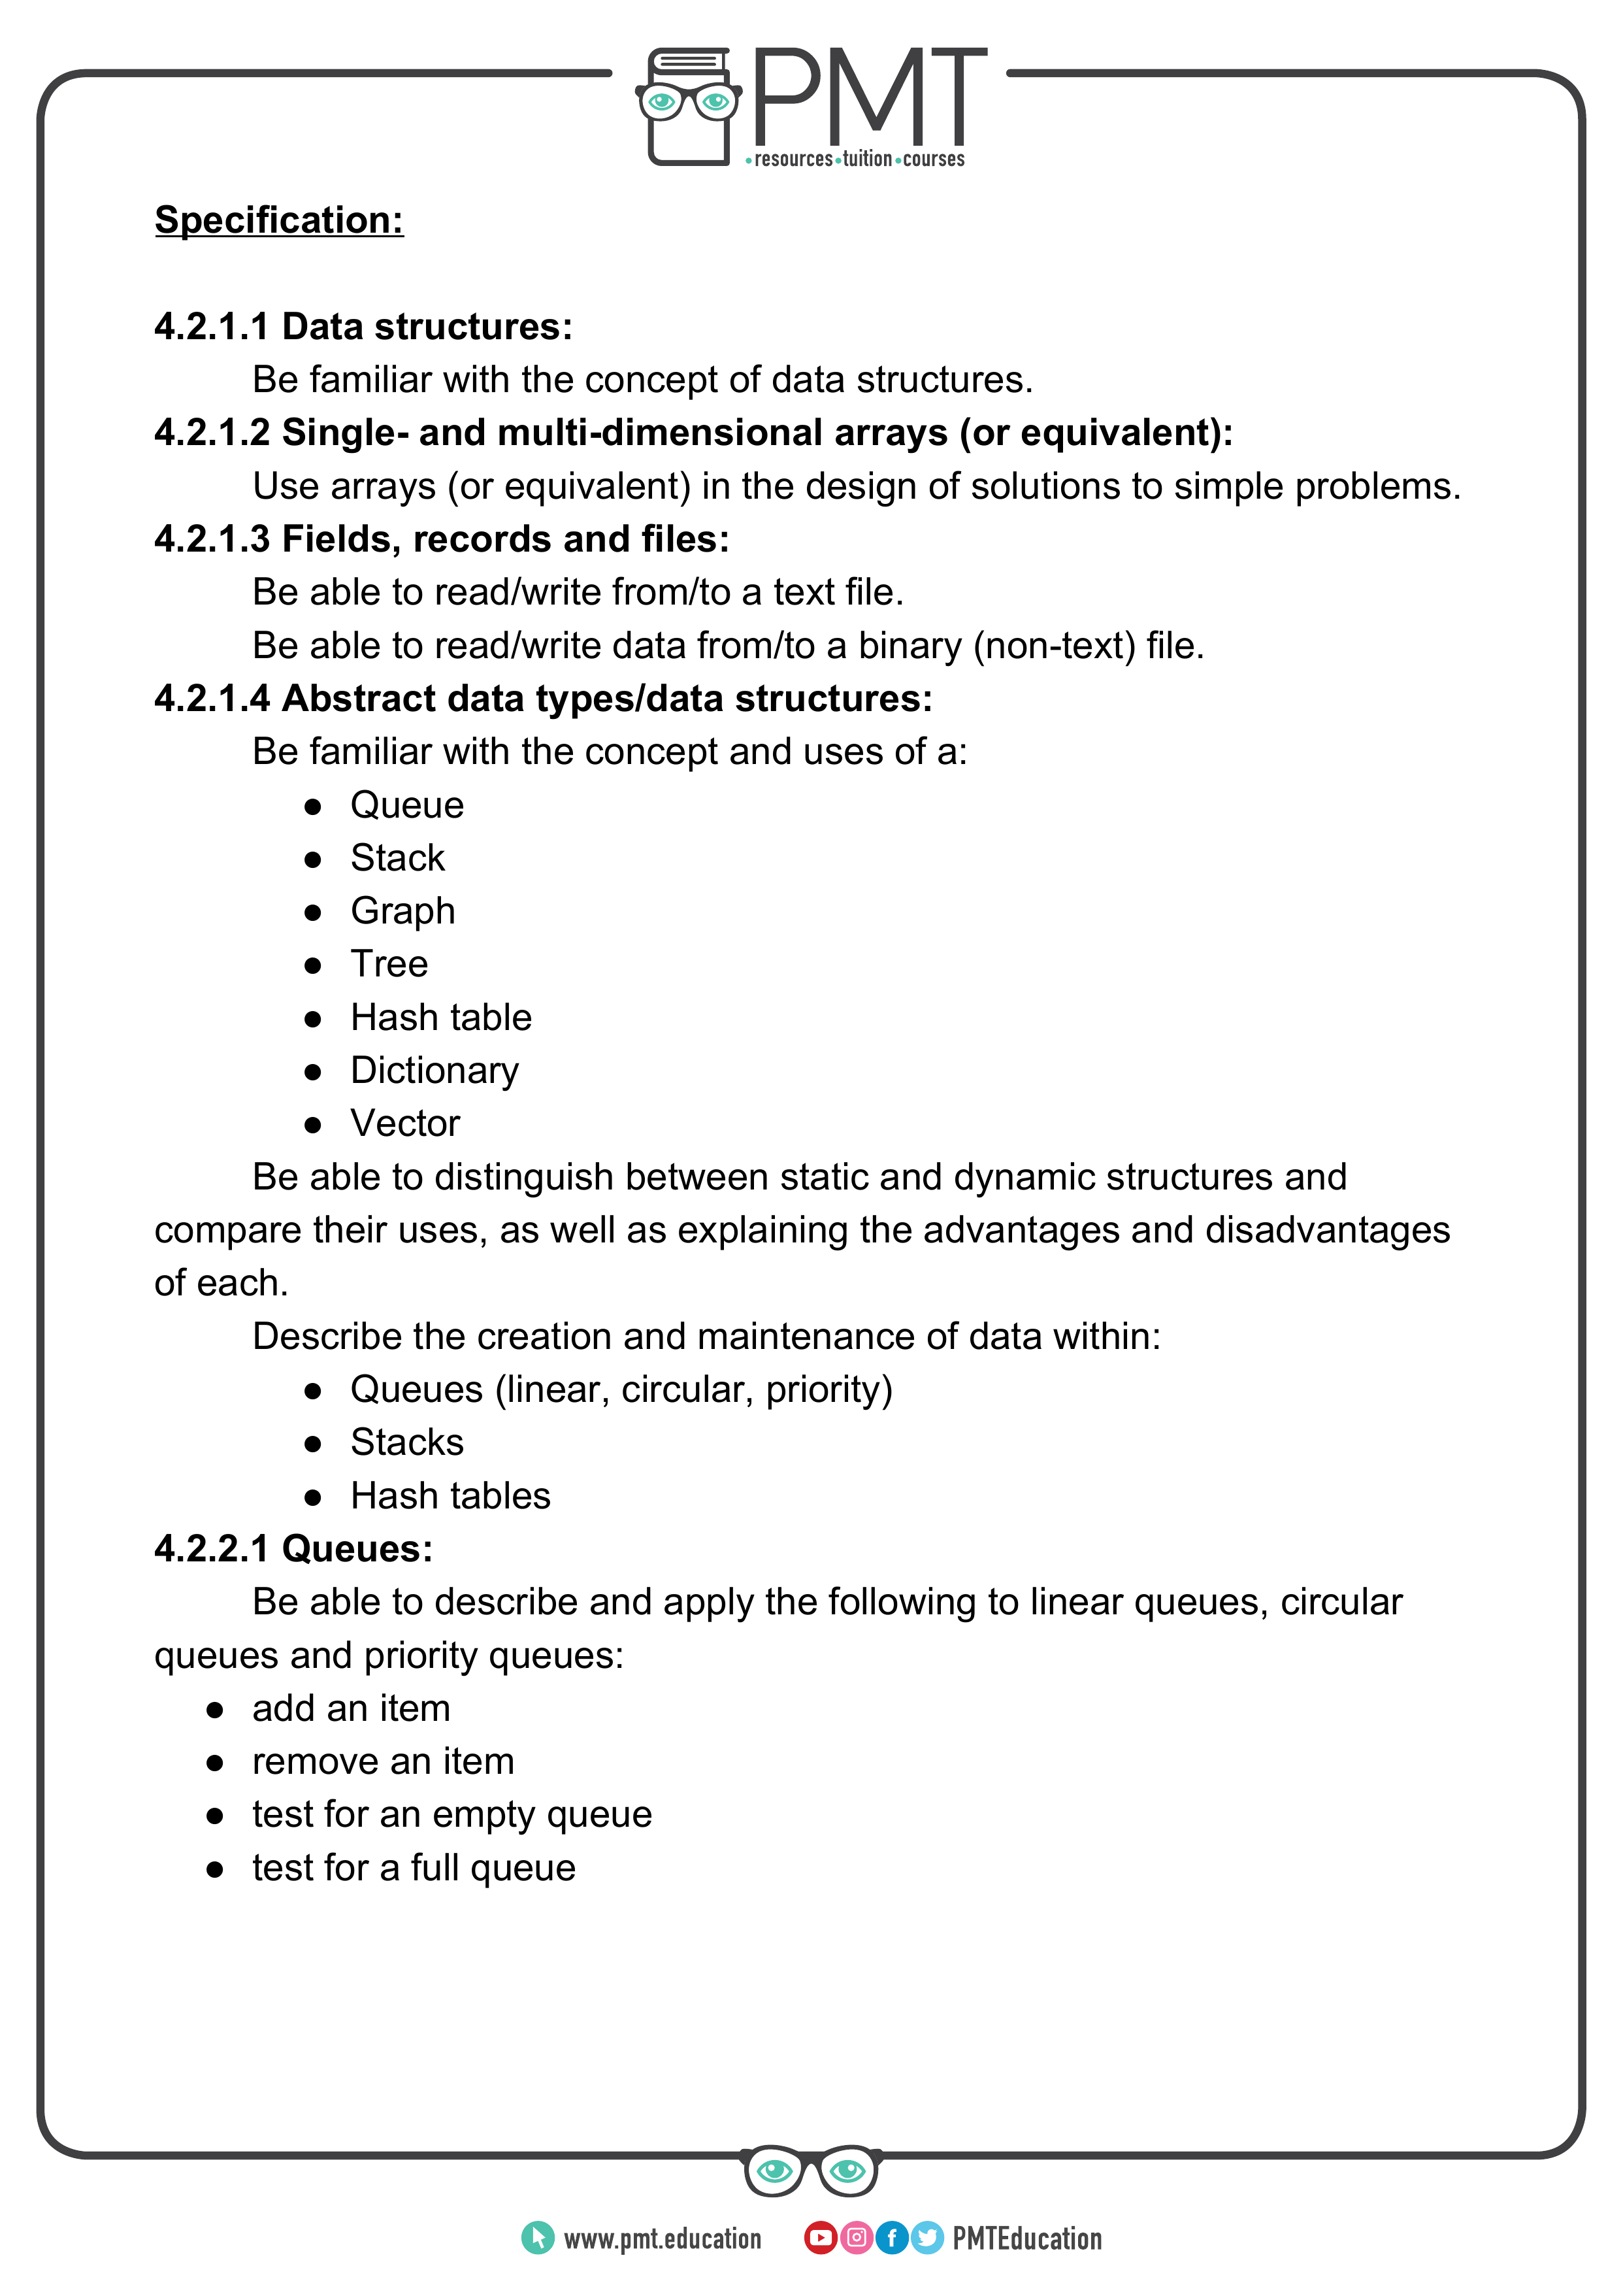 PMT
•resources•tuition•courses
Specification:
4.2.1.1 Data structures:
Be familiar with the concept of data structures.
4.2.1.2 Single- and multi-dimensional arrays (or equivalent):
Use arrays (or equivalent) in the design of solutions to simple problems.
4.2.1.3 Fields, records and files:
Be able to read/write from/to a text file.
Be able to read/write data from/to a binary (non-text) file.
4.2.1.4 Abstract data types/data structures:
Be familiar with the concept and uses of a:
● Queue
● Stack
● Graph
● Tree
● Hash table
● Dictionary
● Vector
Be able to distinguish between static and dynamic structures and
compare their uses, as well as explaining the advantages and disadvantages
of each.
Describe the creation and maintenance of data within:
● Queues (linear, circular, priority)
● Stacks
● Hash tables
4.2.2.1 Queues:
Be able to describe and apply the following to linear queues, circular
queues and priority queues:
● add an item
● remove an item
● test for an empty queue
● test for a full queue
www.pmt.education PMTEducation